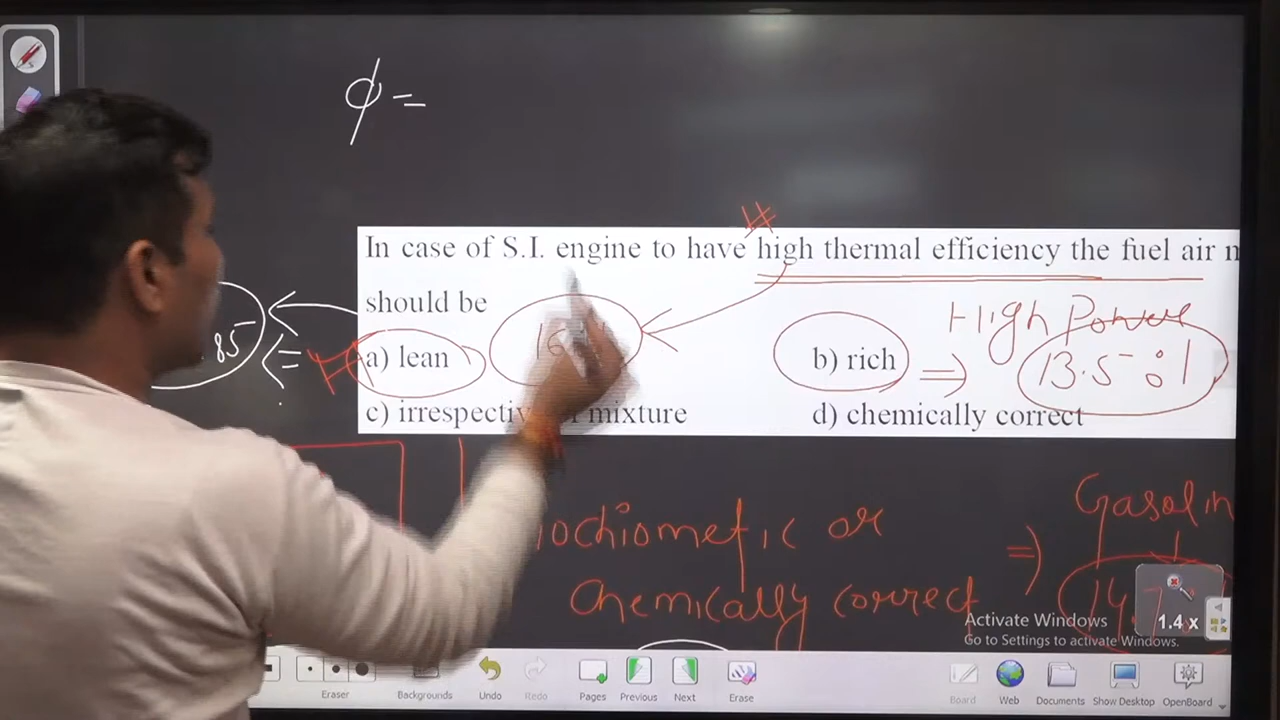 φ =
In case of S.I. engine to have high thermal efficiency the fuel air
should be
High Power
.85
=
a) lean
b) rich ⇒ 13.5 : 1
c) irrespectiv mixture
d) chemically correct
Gasolin
or ⇒
chemically correct
Activate Windows
Go to Settings to activate Windows.
1.4 x
Eraser
Backgrounds
Undo
Redo
Pages
Previous
Next
Erase
Board
Web
Documents
Show Desktop
OpenBoard